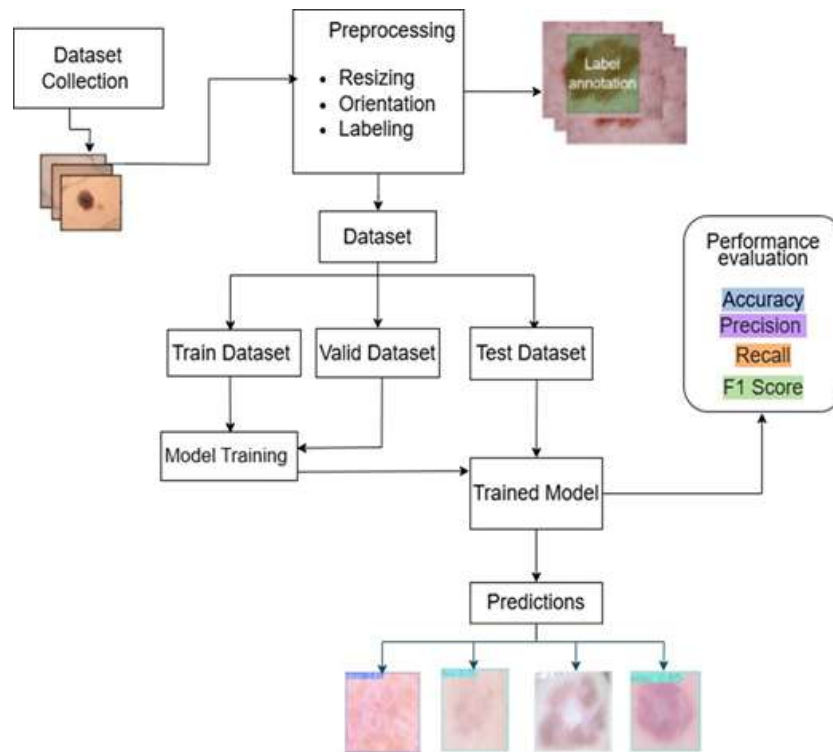 Dataset
Collection
Preprocessing
• Resizing
• Orientation
• Labeling
Label
annotation
Dataset
Train Dataset
Valid Dataset
Test Dataset
Model Training
Trained Model
Performance
evaluation
Accuracy
Precision
Recall
F1 Score
Predictions